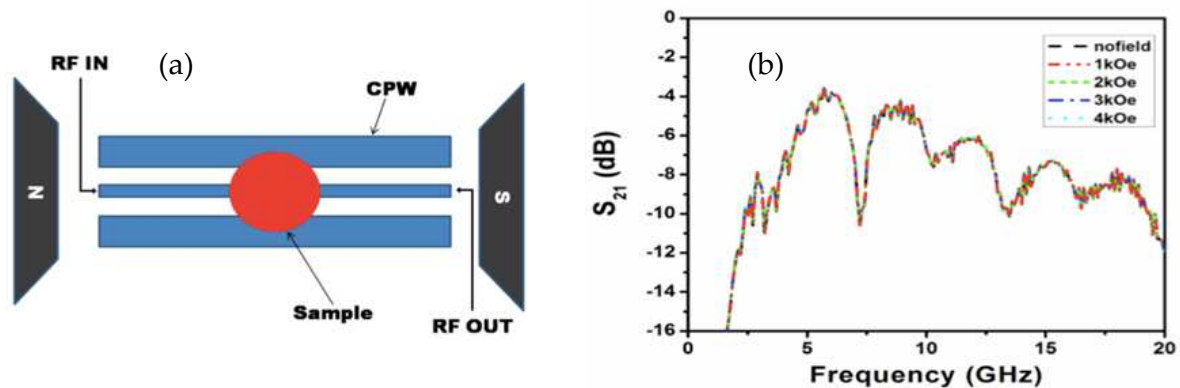 (a)
RF IN
CPW
N
S
Sample
RF OUT
(b)
S21 (dB)
0
-4
-6
-8
-10
-12
-14
-16
nofield
1kOe
2kOe
3kOe
4kOe
0 5 10 15 20
Frequency (GHz)